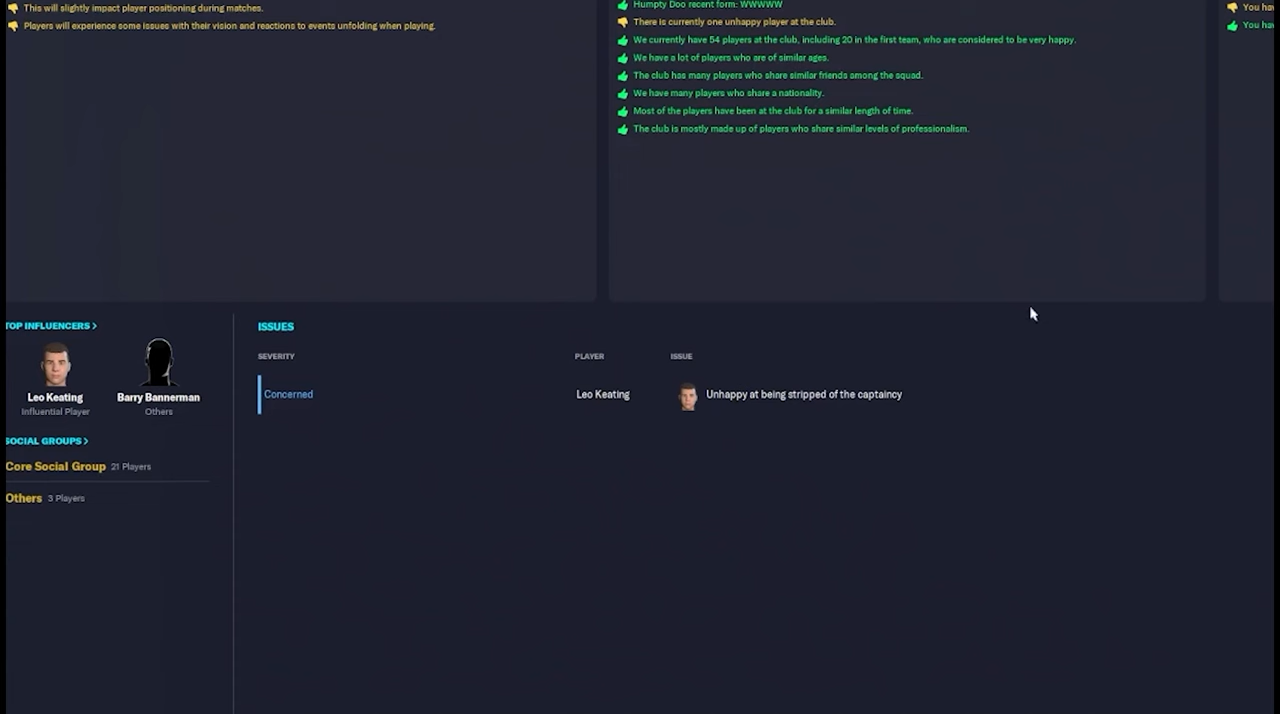 This will slightly impact player positioning during matches.
Players will experience some issues with their vision and reactions to events unfolding when playing.
Humpty Doo recent form: WWWWW
There is currently one unhappy player at the club.
We currently have 54 players at the club, including 20 in the first team, who are considered to be very happy.
We have a lot of players who are of similar ages.
The club has many players who share similar friends among the squad.
We have many players who share a nationality.
Most of the players have been at the club for a similar length of time.
The club is mostly made up of players who share similar levels of professionalism.
You hav
You hav
TOP INFLUENCERS >
Leo Keating
Influential Player
Barry Bannerman
Others
SOCIAL GROUPS >
Core Social Group 21 Players
Others 3 Players
ISSUES
SEVERITY PLAYER ISSUE
Concerned Leo Keating Unhappy at being stripped of the captaincy